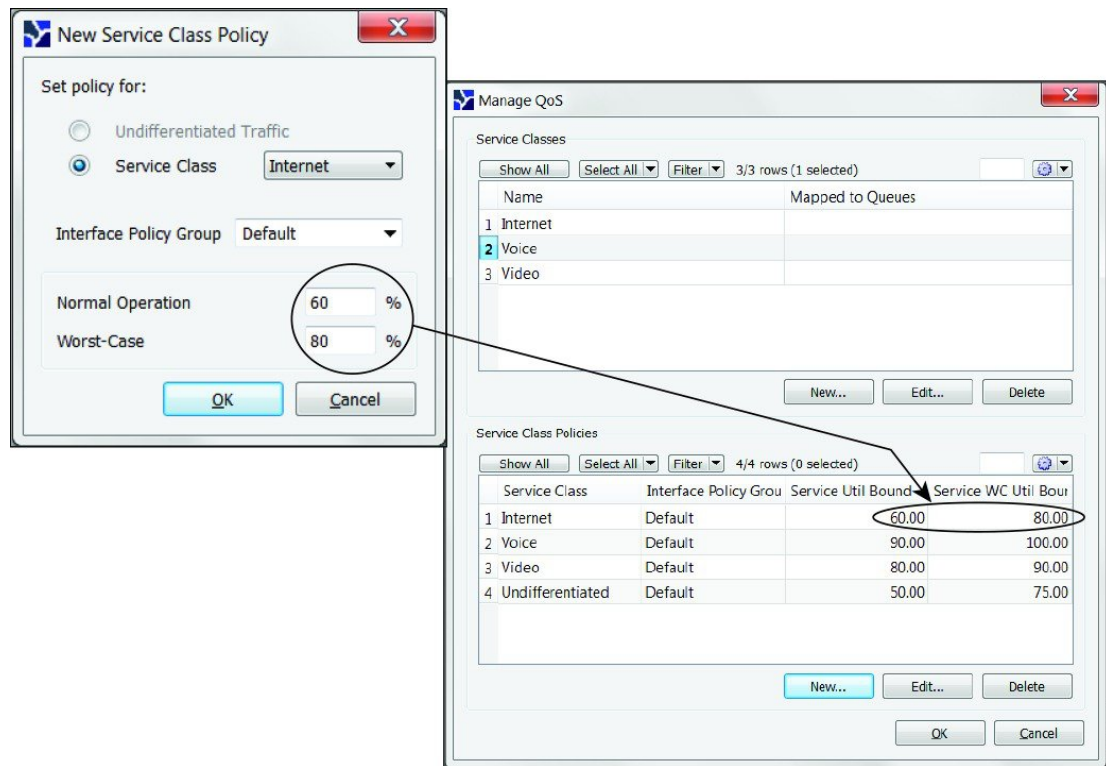 New Service Class Policy
Set policy for:
Undifferentiated Traffic
Service Class Internet
Interface Policy Group Default
Normal Operation 60 %
Worst-Case 80 %
OK Cancel
Manage QoS
Service Classes
Show All Select All Filter 3/3 rows (1 selected)
Name Mapped to Queues
1 Internet
2 Voice
3 Video
New... Edit... Delete
Service Class Policies
Show All Select All Filter 4/4 rows (0 selected)
Service Class Interface Policy Grou Service Util Bound Service WC Util Bour
1 Internet Default 60.00 80.00
2 Voice Default 90.00 100.00
3 Video Default 80.00 90.00
4 Undifferentiated Default 50.00 75.00
New... Edit... Delete
OK Cancel